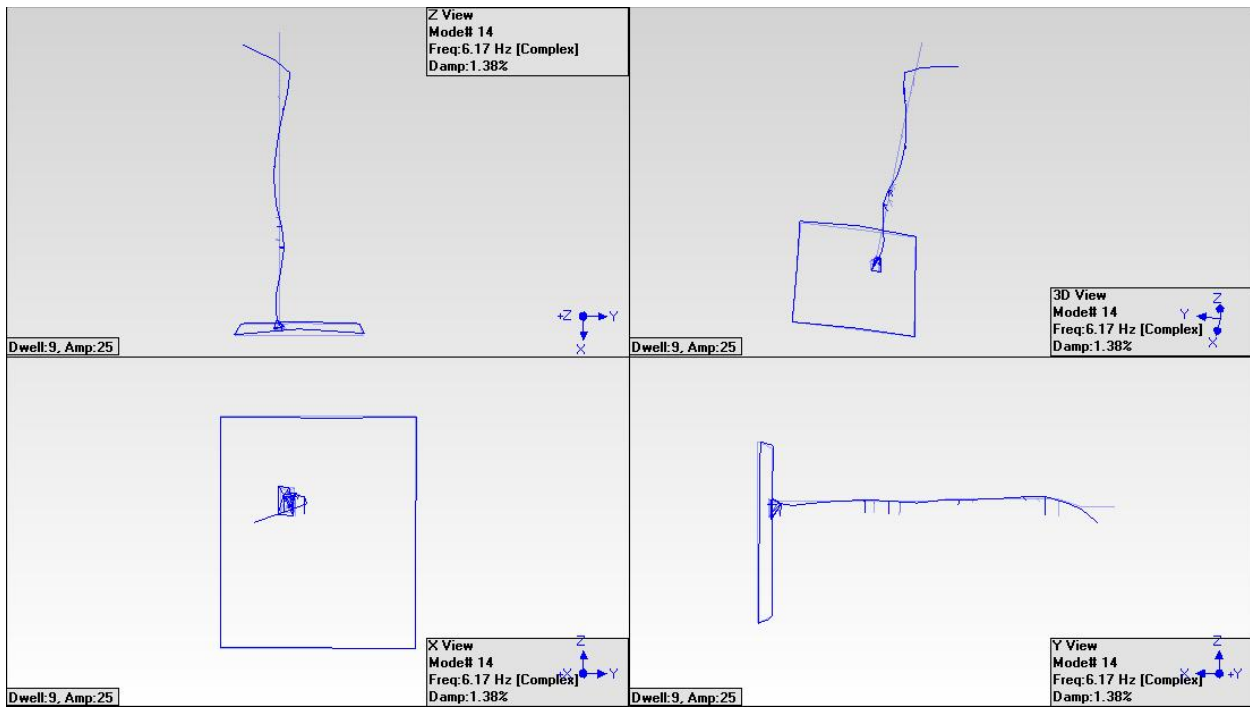 Z View
Mode# 14
Freq:6.17 Hz [Complex]
Damp:1.38%
+Z Y
X
Dwell:9, Amp:25
3D View
Mode# 14
Freq:6.17 Hz [Complex]
Damp:1.38%
Z
Y
X
Dwell:9, Amp:25
X View
Mode# 14
Freq:6.17 Hz [Complex]
Damp:1.38%
Z
+X Y
Dwell:9, Amp:25
Y View
Mode# 14
Freq:6.17 Hz [Complex]
Damp:1.38%
Z
X +Y
Dwell:9, Amp:25